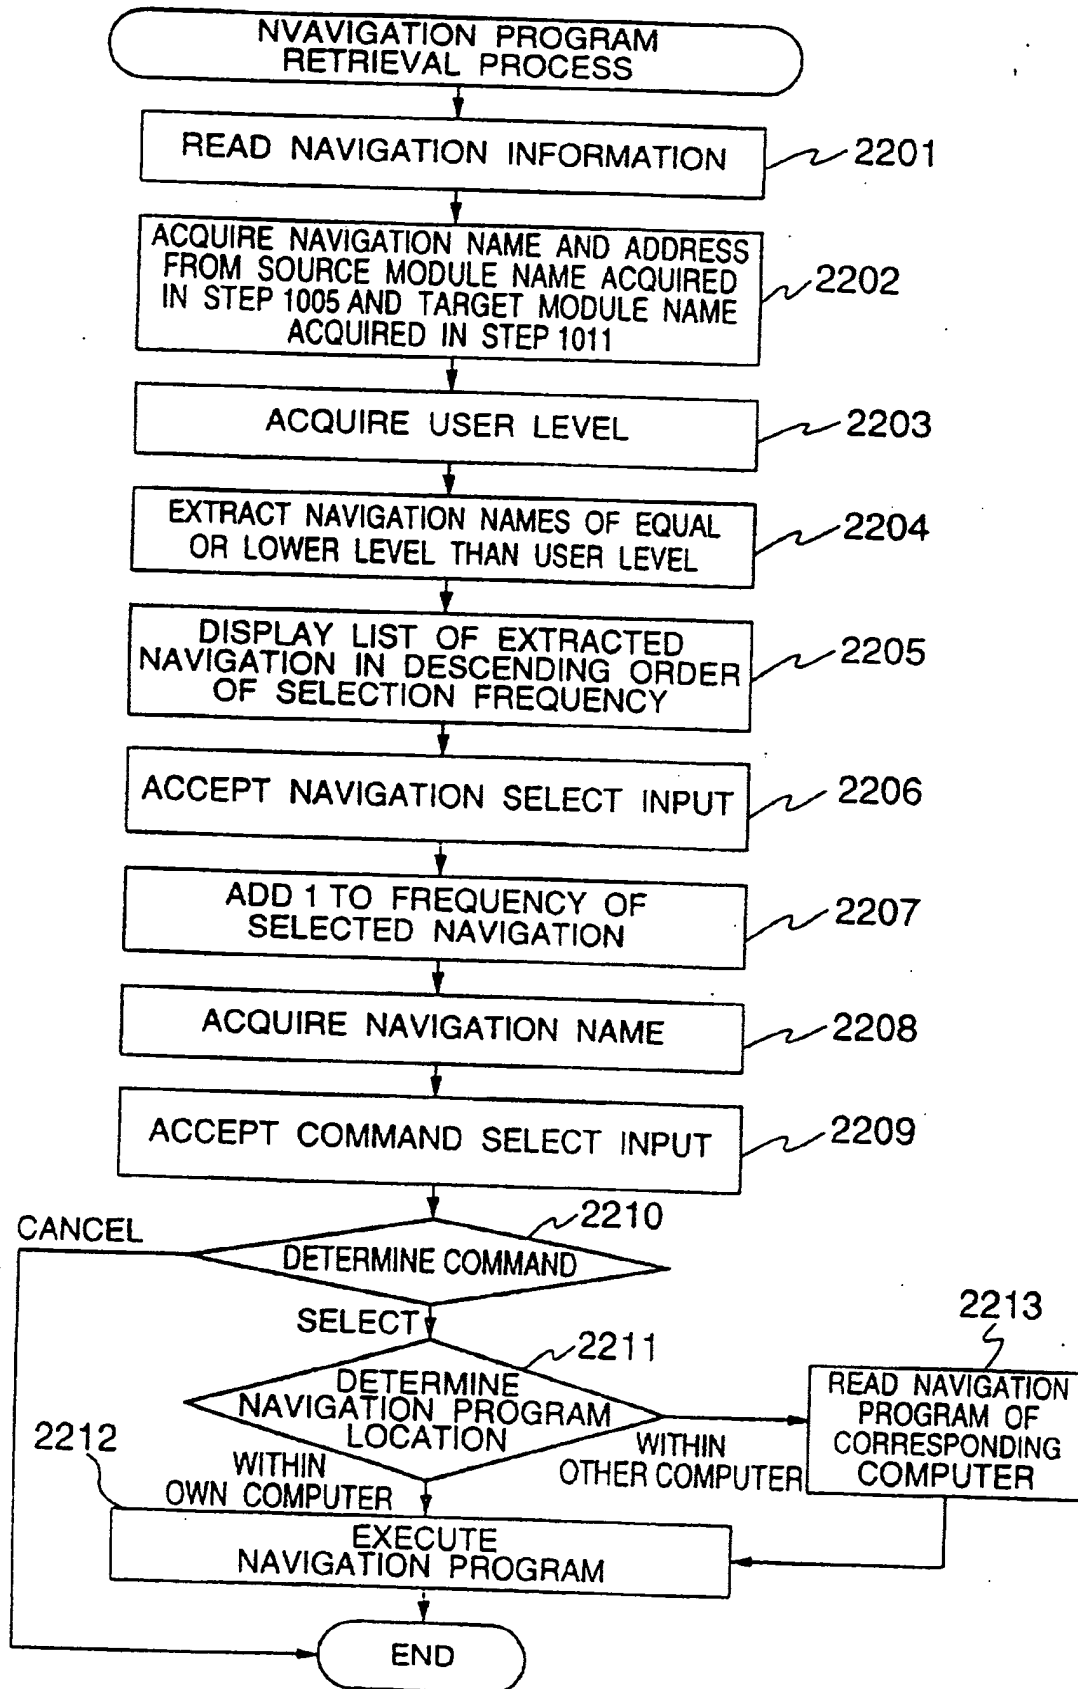 NVAVIGATION PROGRAM
RETRIEVAL PROCESS
READ NAVIGATION INFORMATION
2201
ACQUIRE NAVIGATION NAME AND ADDRESS
FROM SOURCE MODULE NAME ACQUIRED
IN STEP 1005 AND TARGET MODULE NAME
ACQUIRED IN STEP 1011
2202
ACQUIRE USER LEVEL
2203
EXTRACT NAVIGATION NAMES OF EQUAL
OR LOWER LEVEL THAN USER LEVEL
2204
DISPLAY LIST OF EXTRACTED
NAVIGATION IN DESCENDING ORDER
OF SELECTION FREQUENCY
2205
ACCEPT NAVIGATION SELECT INPUT
2206
ADD 1 TO FREQUENCY OF
SELECTED NAVIGATION
2207
ACQUIRE NAVIGATION NAME
2208
ACCEPT COMMAND SELECT INPUT
2209
2210
CANCEL
DETERMINE COMMAND
SELECT
2211
DETERMINE
NAVIGATION PROGRAM
LOCATION
2213
READ NAVIGATION
PROGRAM OF
CORRESPONDING
COMPUTER
2212
WITHIN
OWN COMPUTER
WITHIN
OTHER COMPUTER
EXECUTE
NAVIGATION PROGRAM
END